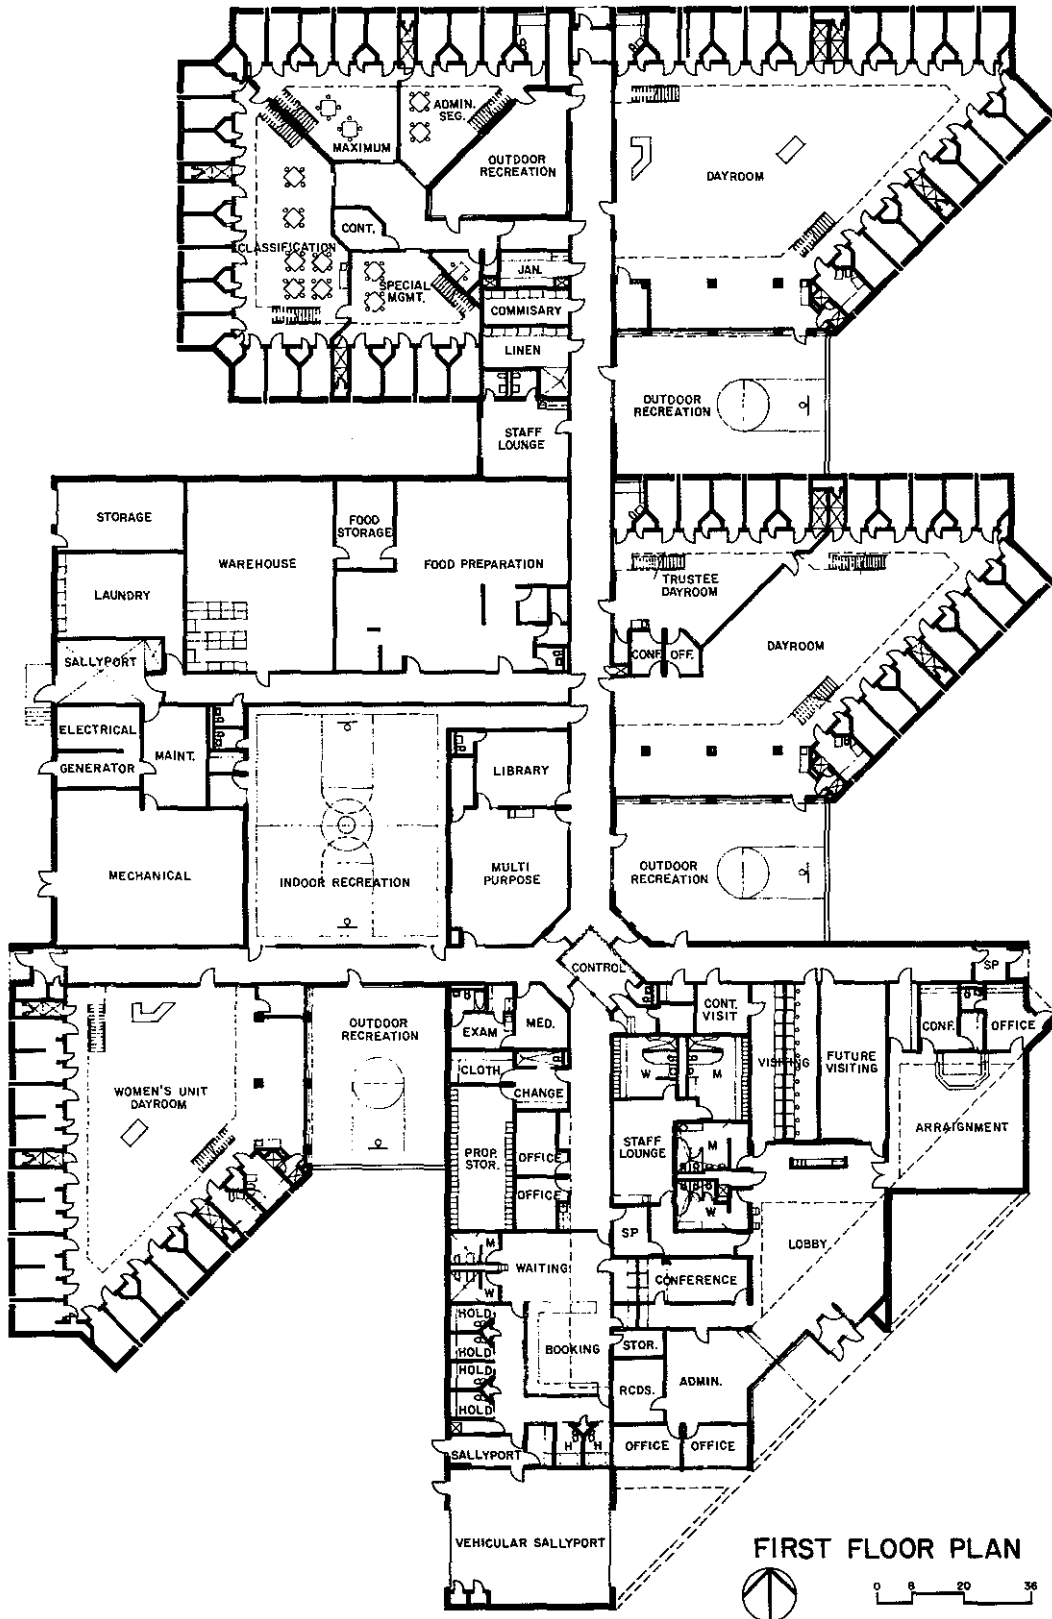 ADMIN.
SEG.
MAXIMUM
OUTDOOR
RECREATION
DAYROOM
CONT.
CLASSIFICATION
SPECIAL
MGMT.
JAN.
COMMISARY
LINEN
STAFF
LOUNGE
OUTDOOR
RECREATION
STORAGE
WAREHOUSE
FOOD
STORAGE
FOOD PREPARATION
LAUNDRY
SALLYPORT
TRUSTEE
DAYROOM
CONF.
OFF.
DAYROOM
ELECTRICAL
GENERATOR
MAINT.
LIBRARY
MECHANICAL
INDOOR RECREATION
MULTI
PURPOSE
OUTDOOR
RECREATION
CONTROL
SP
OUTDOOR
RECREATION
WOMEN'S UNIT
DAYROOM
EXAM
MED.
CONT.
VISIT
VISITING
FUTURE
VISITING
CONF.
OFFICE
CLOTH.
CHANGE
W
M
ARRAIGNMENT
PROP.
STOR.
OFFICE
OFFICE
STAFF
LOUNGE
M
W
SP
LOBBY
M
WAITING
W
CONFERENCE
HOLD
HOLD
HOLD
HOLD
BOOKING
STOR.
RCDS.
ADMIN.
SALLYPORT
H
H
OFFICE
OFFICE
VEHICULAR SALLYPORT
FIRST FLOOR PLAN
0 8 20 36